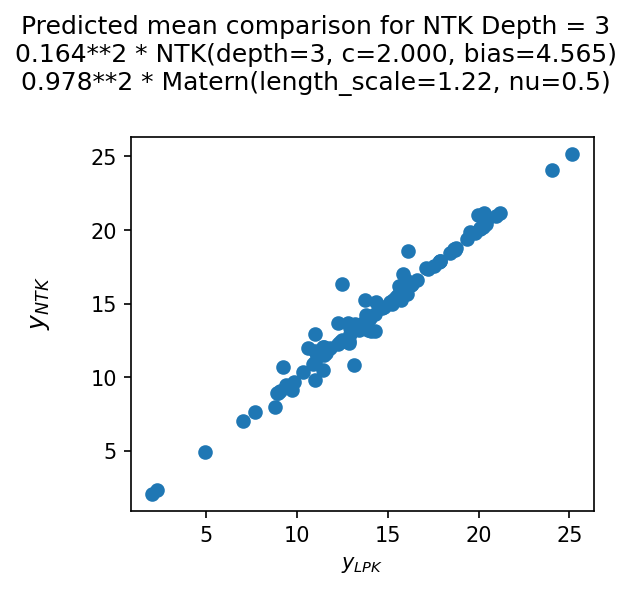 Predicted mean comparison for NTK Depth = 3
0.164**2 * NTK(depth=3, c=2.000, bias=4.565)
0.978**2 * Matern(length_scale=1.22, nu=0.5)
25
20
15
10
5
y_NTK
5 10 15 20 25
y_LPK